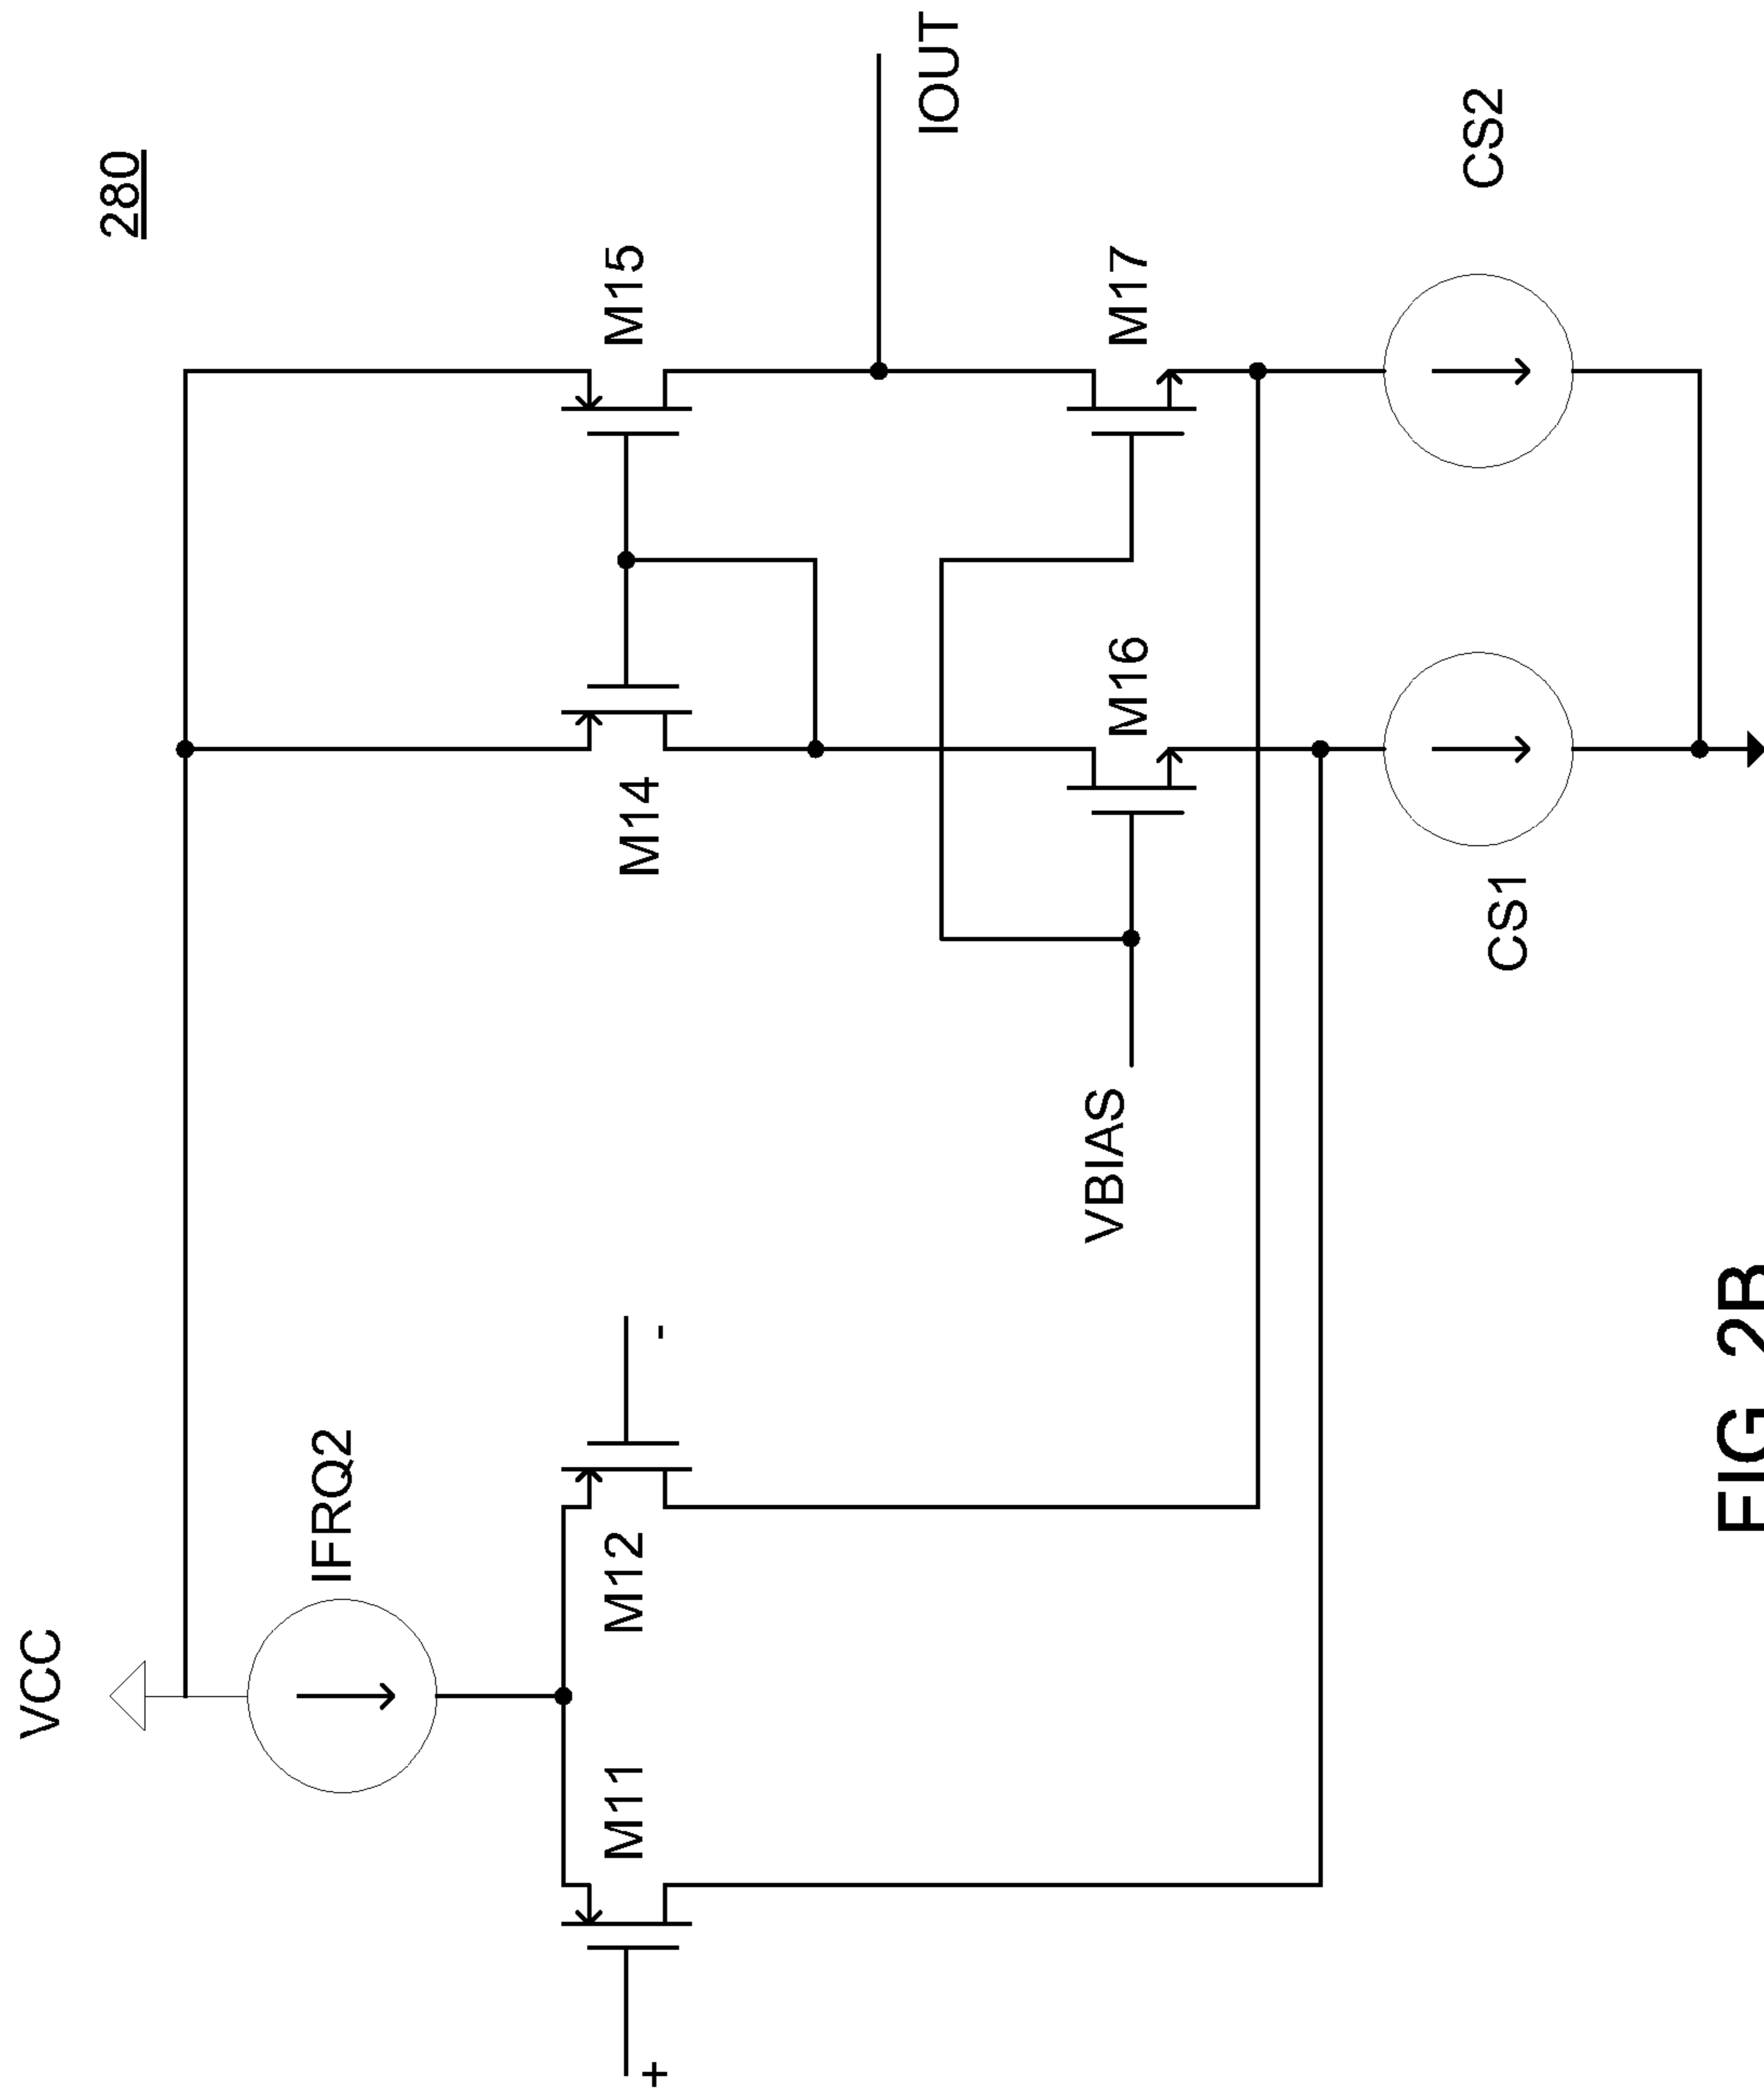 280
VCC
IFRQ2
M11
M12
M14
M15
+
-
IOUT
VBIAS
M16
M17
CS1
CS2
FIG. 2B